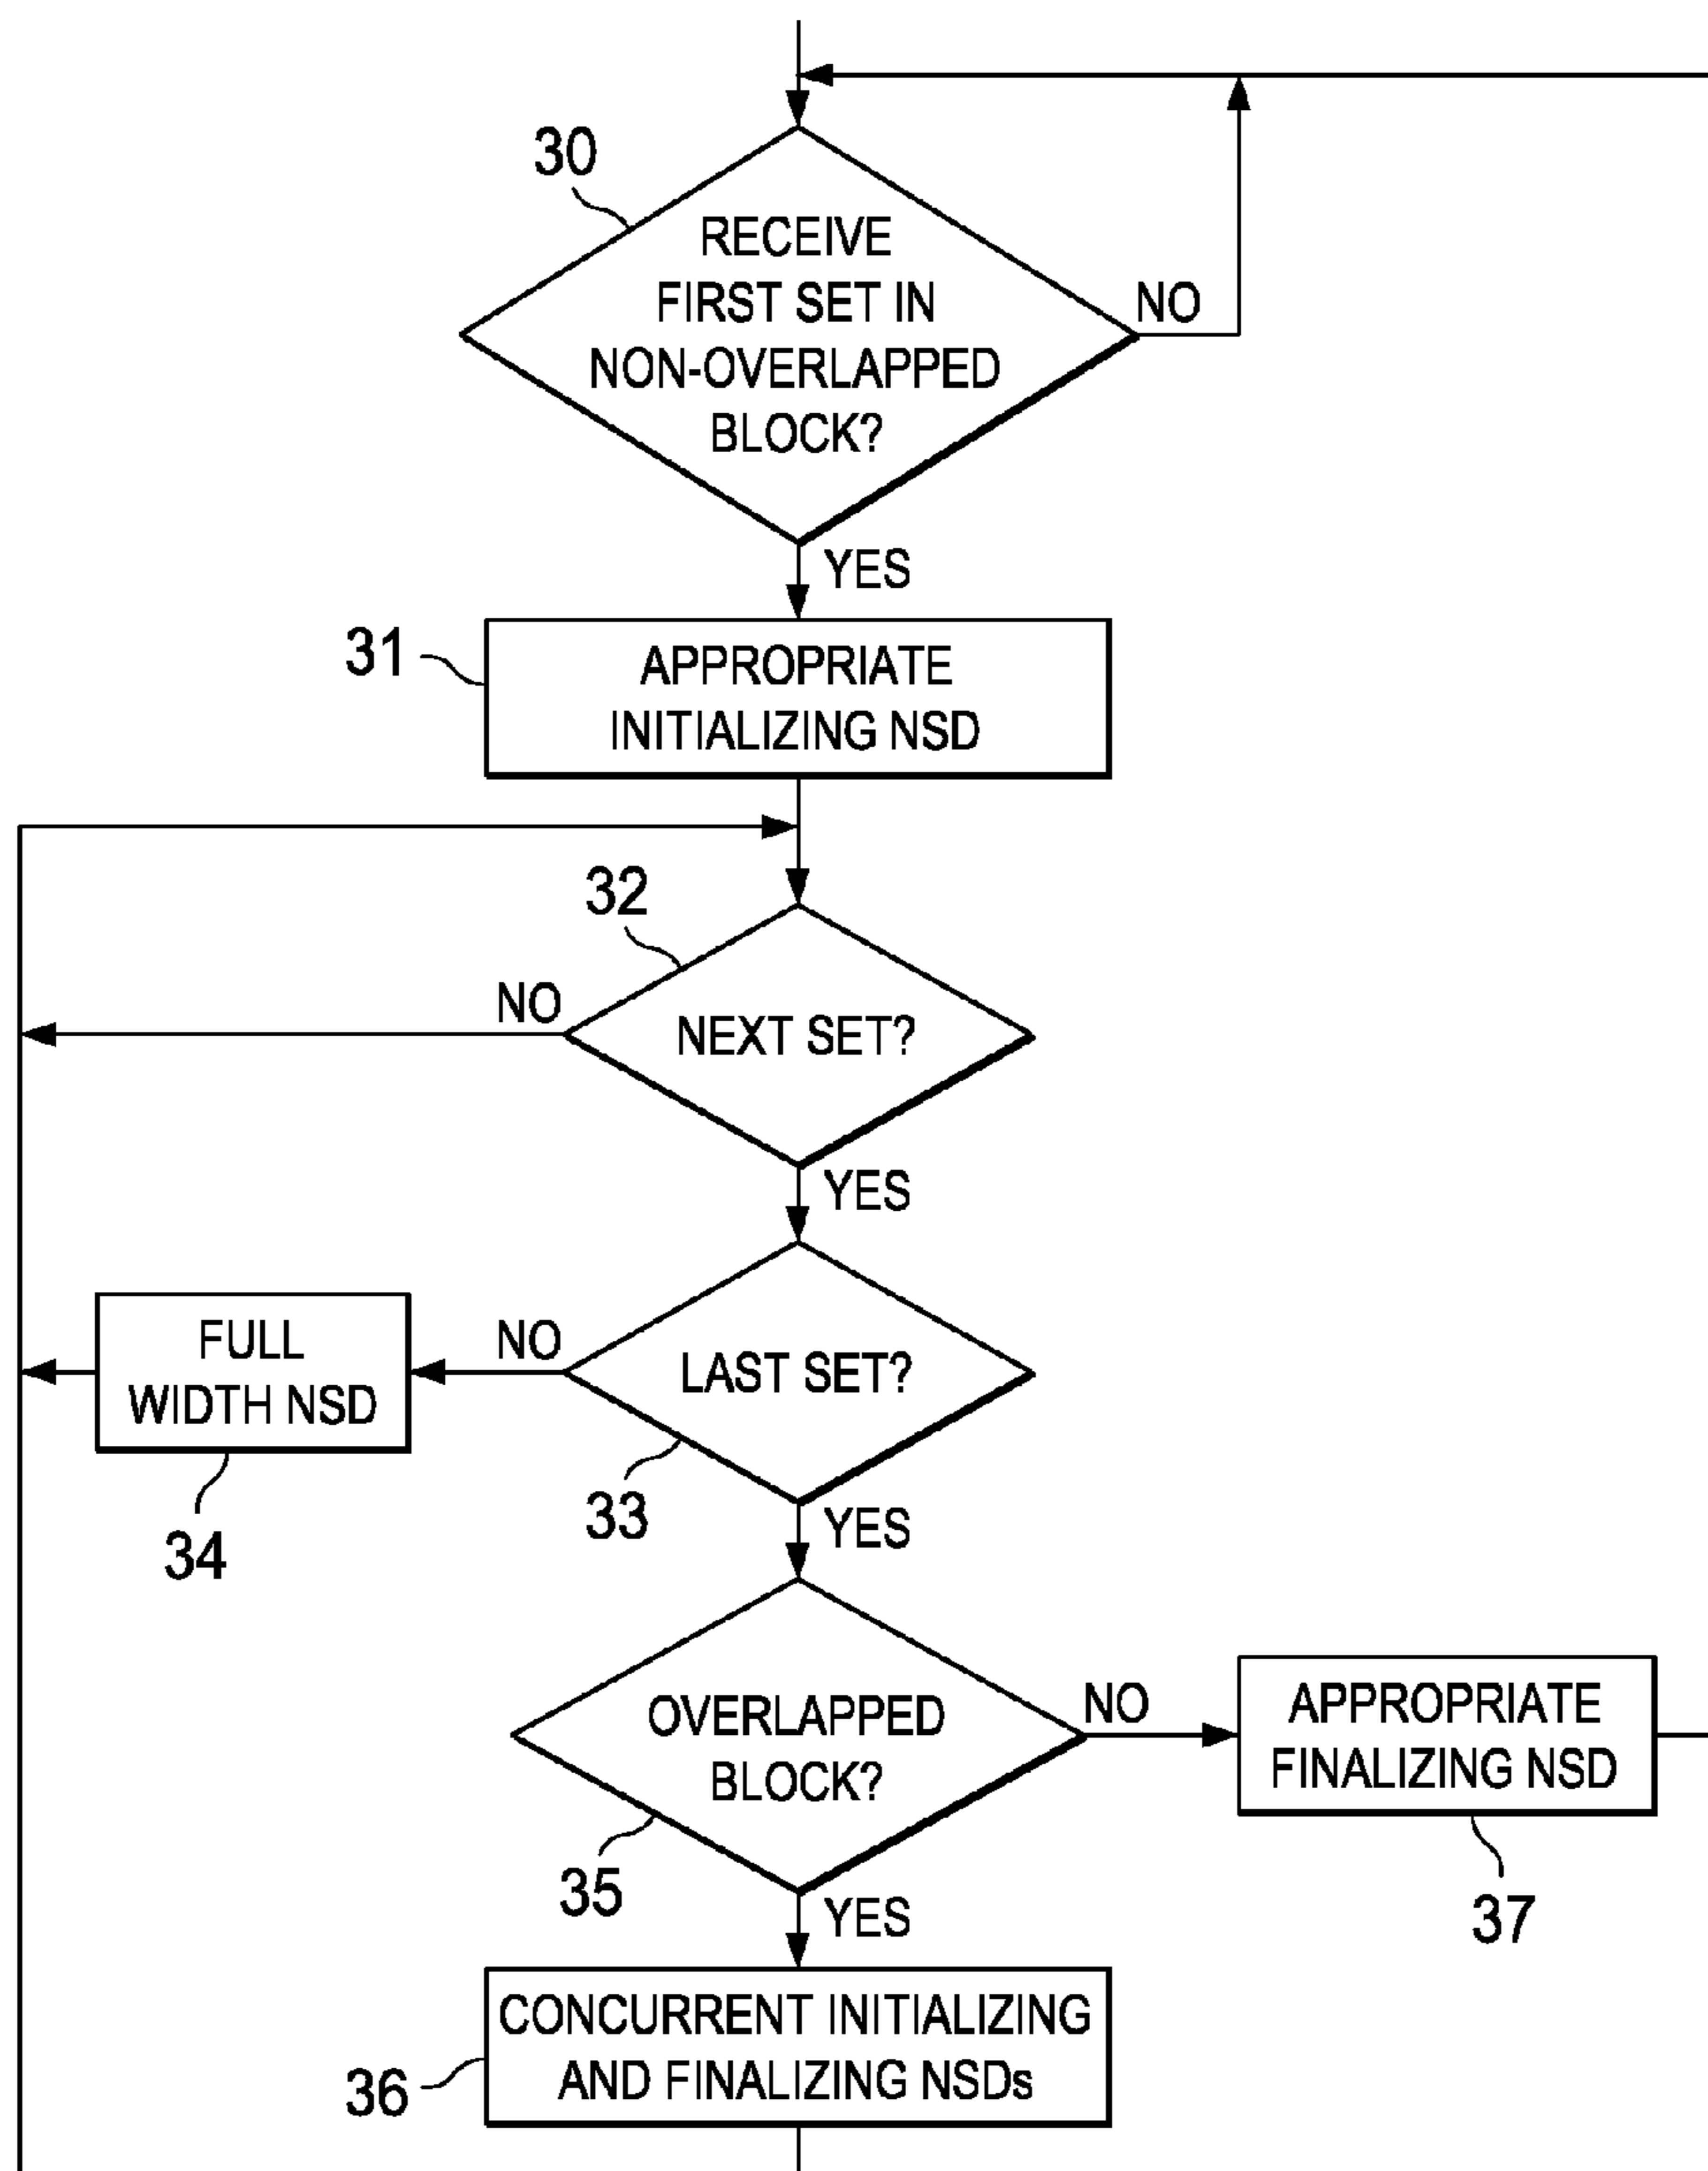 30
RECEIVE
FIRST SET IN
NON-OVERLAPPED
BLOCK?
NO
YES
31
APPROPRIATE
INITIALIZING NSD
32
NO
NEXT SET?
YES
FULL
WIDTH NSD
34
NO
LAST SET?
33
YES
OVERLAPPED
BLOCK?
35
NO
APPROPRIATE
FINALIZING NSD
37
YES
CONCURRENT INITIALIZING
AND FINALIZING NSDs
36